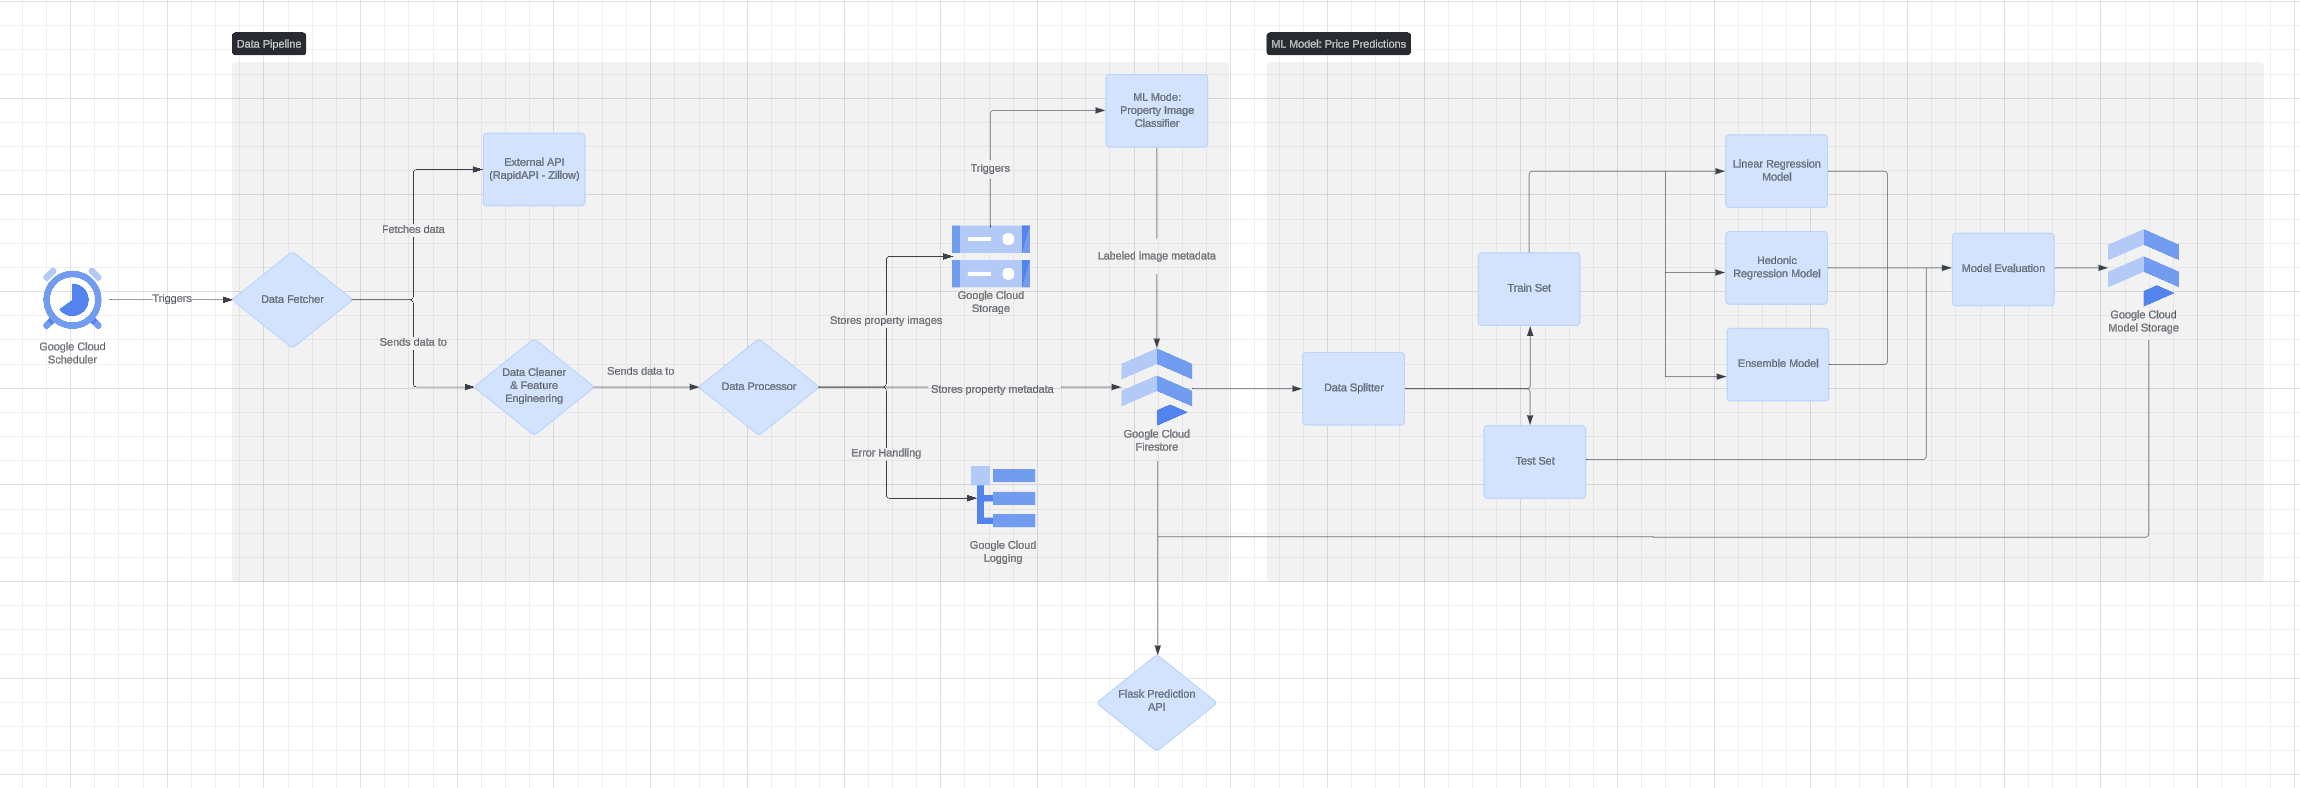 Data Pipeline
ML Model: Price Predictions
ML Mode:
Property Image
Classifier
External API
(RapidAPI - Zillow)
Triggers
Fetches data
Labeled image metadata
Triggers
Data Fetcher
Google Cloud
Scheduler
Sends data to
Data Cleaner
& Feature
Engineering
Sends data to
Data Processor
Google Cloud
Storage
Stores property images
Stores property metadata
Error Handling
Google Cloud
Logging
Google Cloud
Firestore
Data Splitter
Train Set
Test Set
Linear Regression
Model
Hedonic
Regression Model
Ensemble Model
Model Evaluation
Google Cloud
Model Storage
Flask Prediction
API